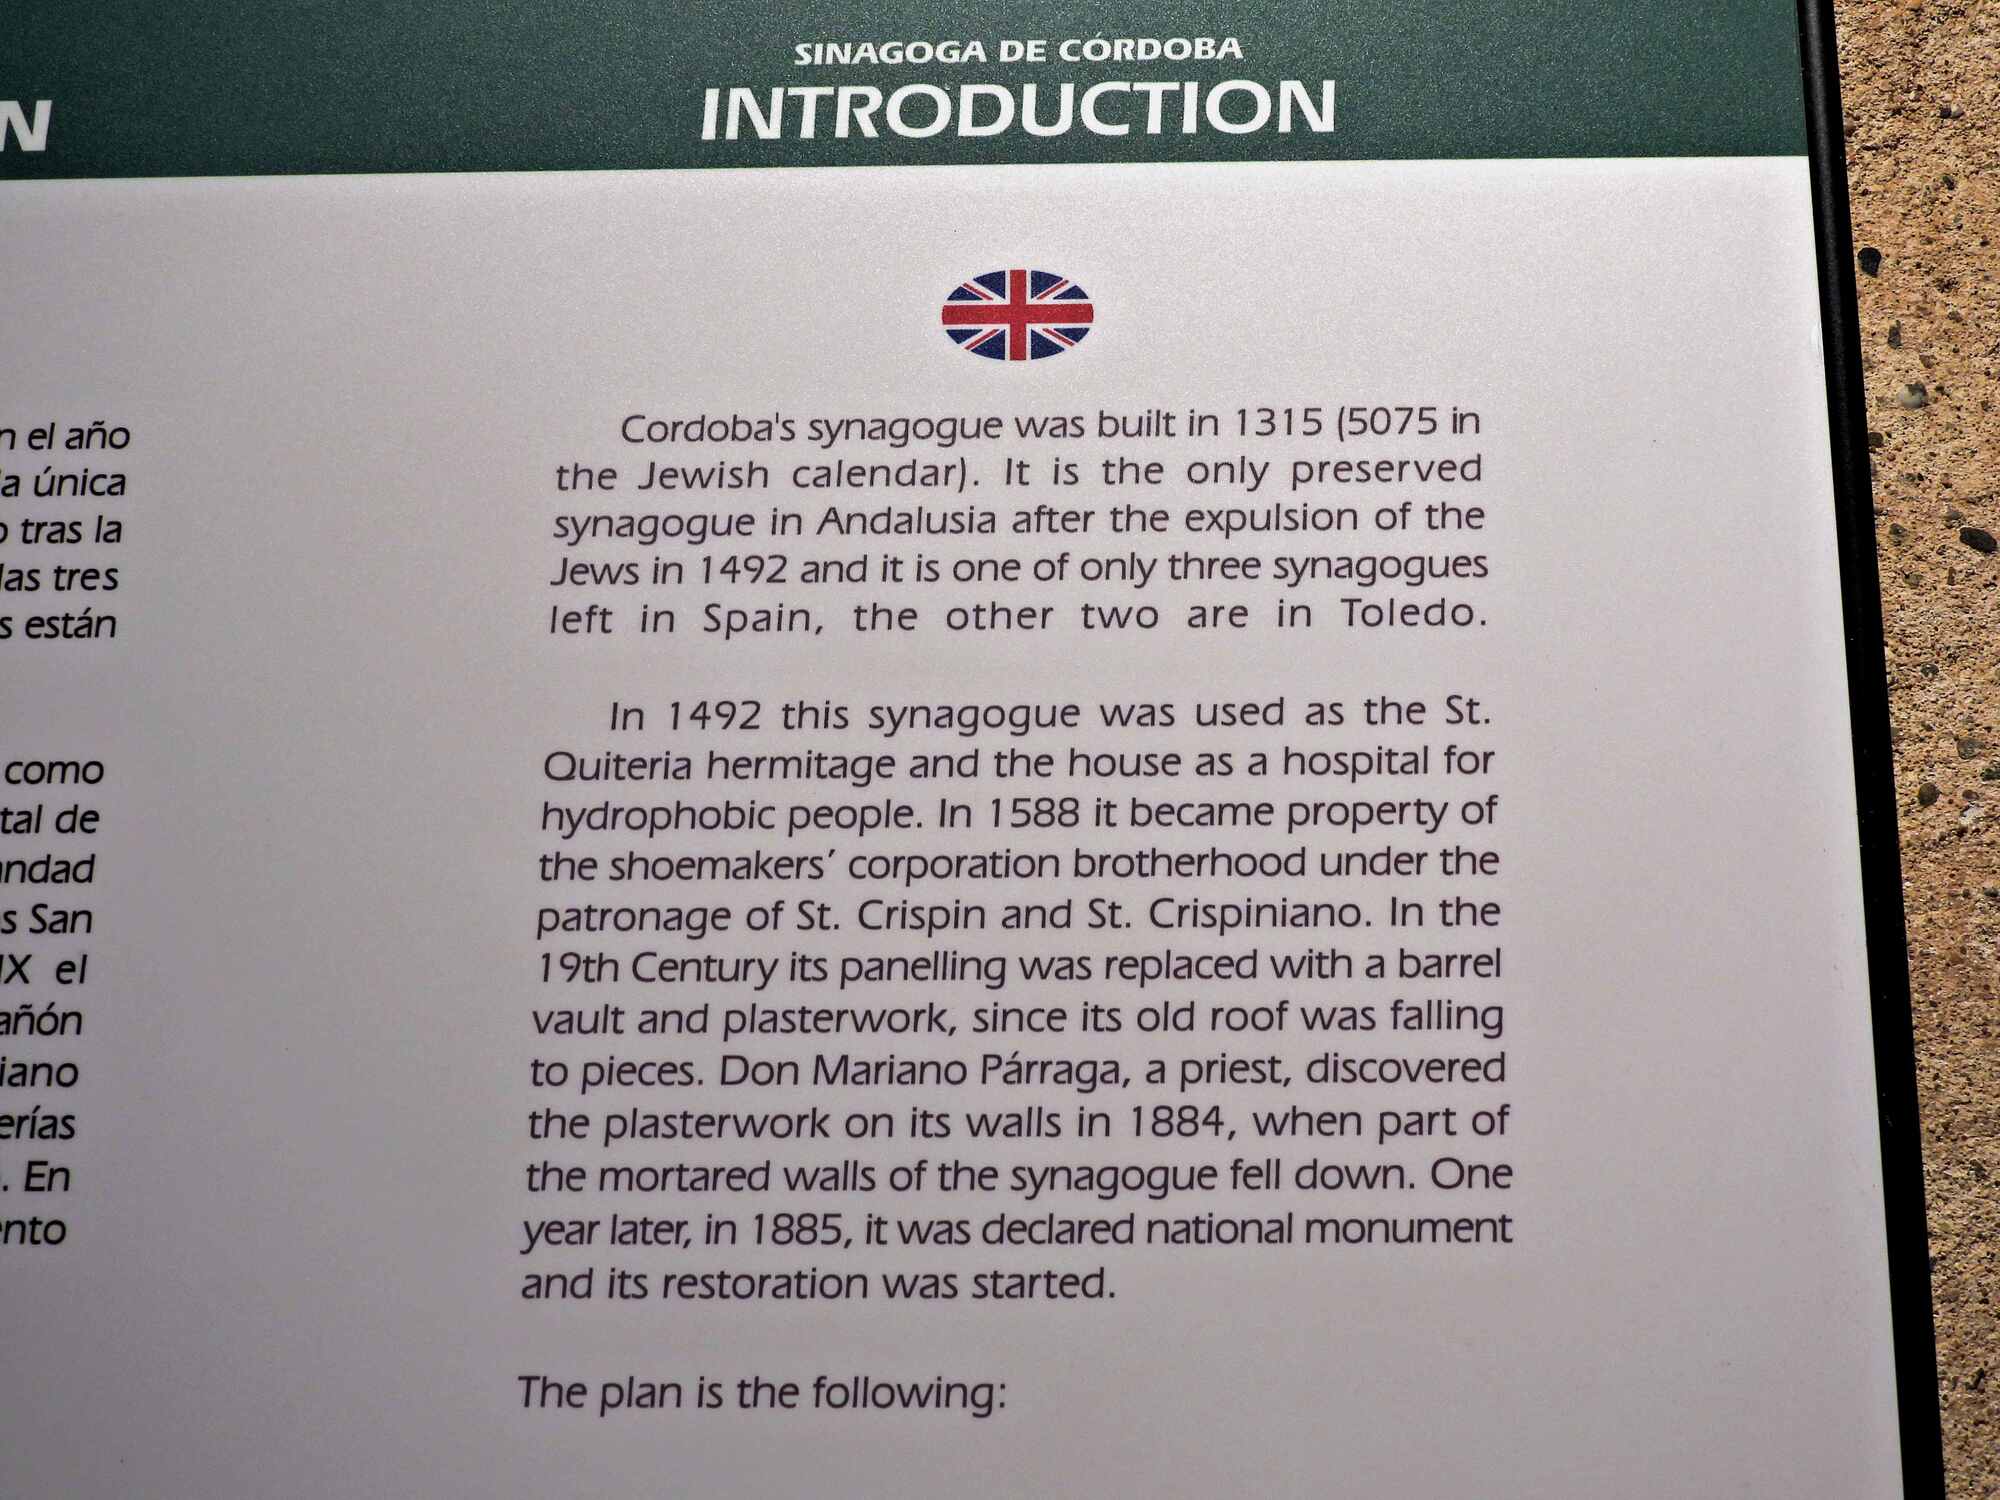 N
SINAGOGA DE CÓRDOBA
INTRODUCTION
n el año
la única
o tras la
las tres
s están
como
tal de
andad
s San
IX el
añón
iano
erías
. En
ento
Cordoba's synagogue was built in 1315 (5075 in
the Jewish calendar). It is the only preserved
synagogue in Andalusia after the expulsion of the
Jews in 1492 and it is one of only three synagogues
left in Spain, the other two are in Toledo.
In 1492 this synagogue was used as the St.
Quiteria hermitage and the house as a hospital for
hydrophobic people. In 1588 it became property of
the shoemakers’ corporation brotherhood under the
patronage of St. Crispin and St. Crispiniano. In the
19th Century its panelling was replaced with a barrel
vault and plasterwork, since its old roof was falling
to pieces. Don Mariano Párraga, a priest, discovered
the plasterwork on its walls in 1884, when part of
the mortared walls of the synagogue fell down. One
year later, in 1885, it was declared national monument
and its restoration was started.
The plan is the following: